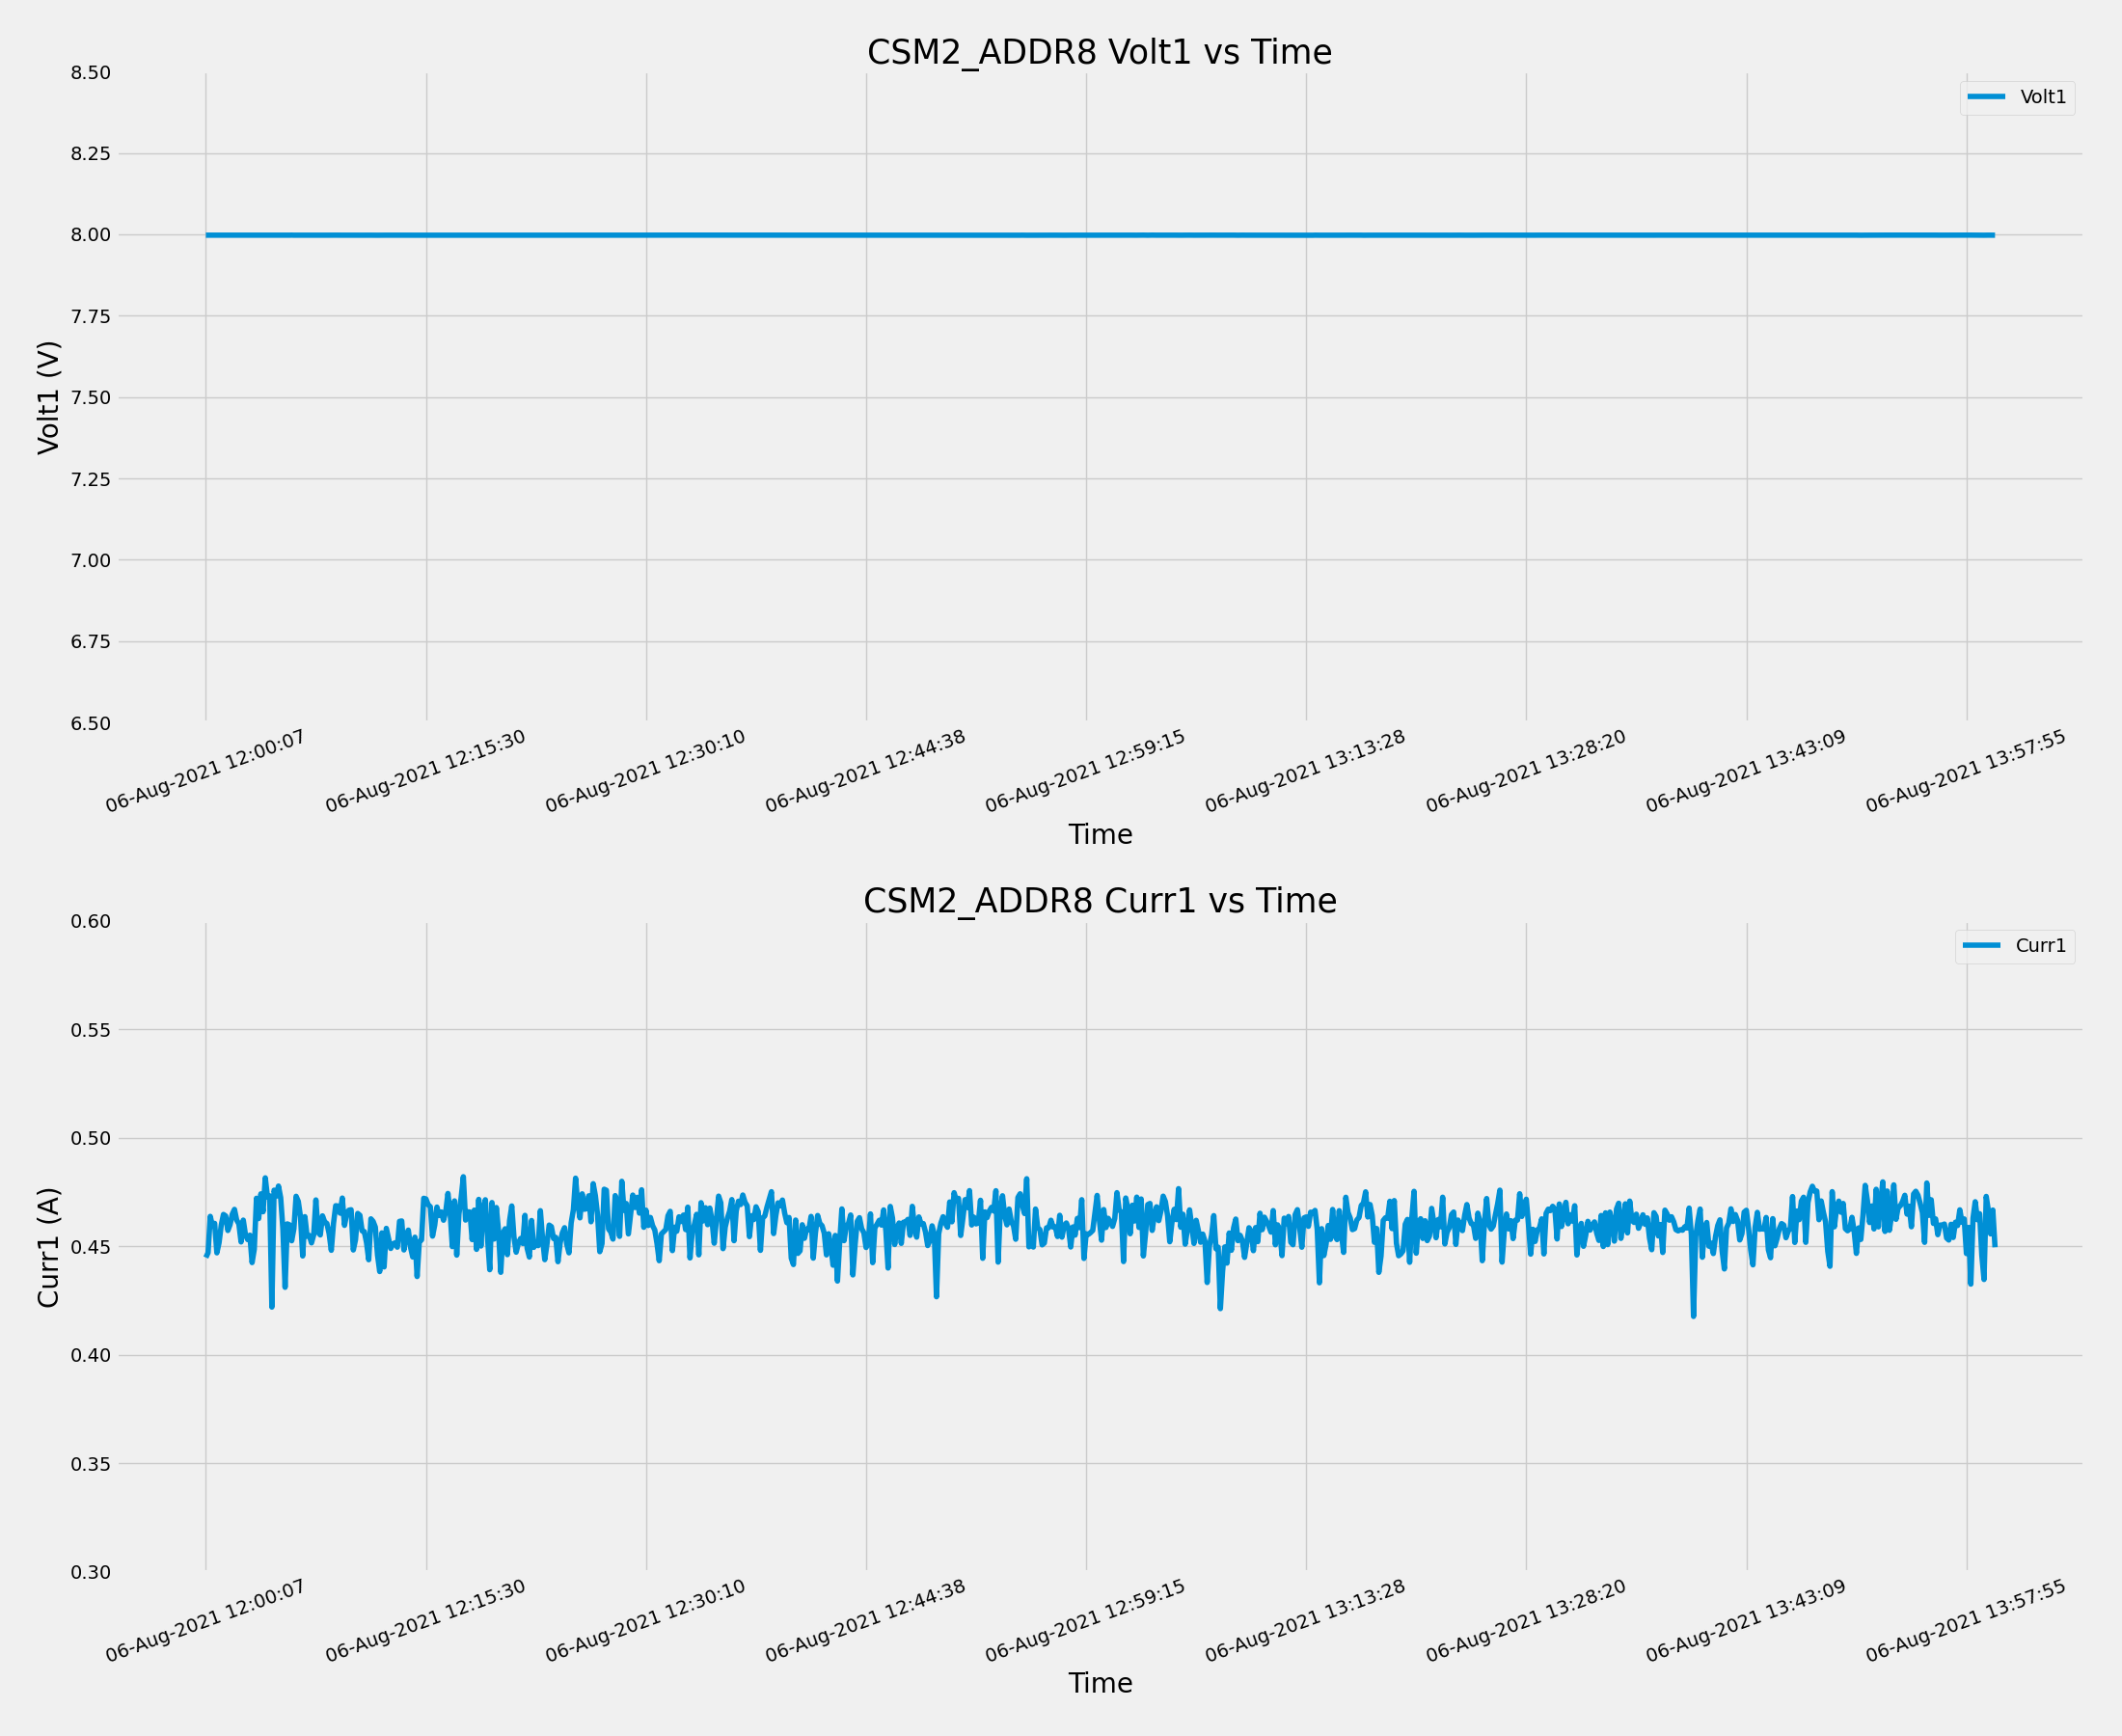 CSM2_ADDR8 Volt1 vs Time
8.50
8.25
8.00
7.75
7.50
7.25
7.00
6.75
6.50
Volt1 (V)
Volt1
06-Aug-2021 12:00:07
06-Aug-2021 12:15:30
06-Aug-2021 12:30:10
06-Aug-2021 12:44:38
06-Aug-2021 12:59:15
06-Aug-2021 13:13:28
06-Aug-2021 13:28:20
06-Aug-2021 13:43:09
06-Aug-2021 13:57:55
Time
CSM2_ADDR8 Curr1 vs Time
0.60
0.55
0.50
0.45
0.40
0.35
0.30
Curr1 (A)
Curr1
06-Aug-2021 12:00:07
06-Aug-2021 12:15:30
06-Aug-2021 12:30:10
06-Aug-2021 12:44:38
06-Aug-2021 12:59:15
06-Aug-2021 13:13:28
06-Aug-2021 13:28:20
06-Aug-2021 13:43:09
06-Aug-2021 13:57:55
Time